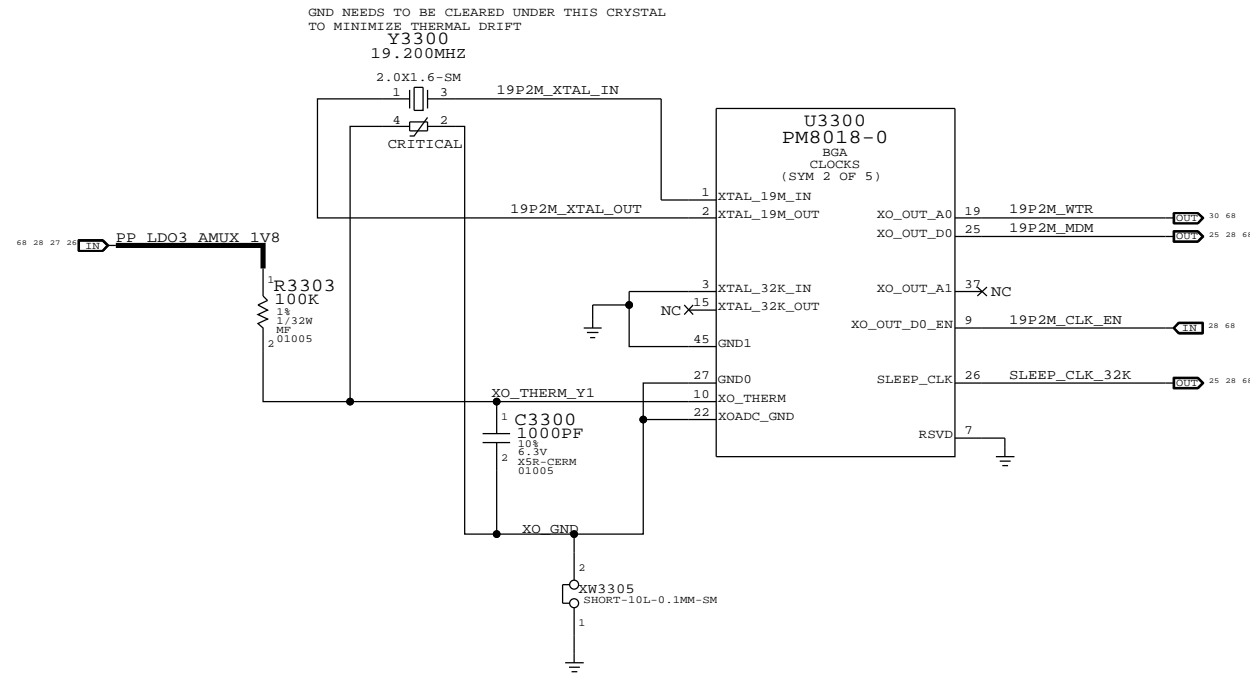 GND NEEDS TO BE CLEARED UNDER THIS CRYSTAL
TO MINIMIZE THERMAL DRIFT
Y3300
19.200MHZ
2.0X1.6-SM
1 3
19P2M_XTAL_IN
4 2
CRITICAL
U3300
PM8018-0
BGA
CLOCKS
(SYM 2 OF 5)
1 XTAL_19M_IN
19P2M_XTAL_OUT
2 XTAL_19M_OUT
XO_OUT_A0 19 19P2M_WTR OUT 30 68
XO_OUT_D0 25 19P2M_MDM OUT 25 28 68
68 28 27 26 IN PP_LDO3_AMUX_1V8
1
R3303
100K
1%
1/32W
MF
01005
2
3 XTAL_32K_IN
XO_OUT_A1 37 NC
NC 15 XTAL_32K_OUT
XO_OUT_D0_EN 9 19P2M_CLK_EN IN 28 68
45 GND1
27 GND0
SLEEP_CLK 26 SLEEP_CLK_32K OUT 25 28 68
XO_THERM_Y1
10 XO_THERM
22 XOADC_GND
RSVD 7
1
C3300
1000PF
10%
6.3V
X5R-CERM
01005
2
XO_GND
2
XW3305
SHORT-10L-0.1MM-SM
1